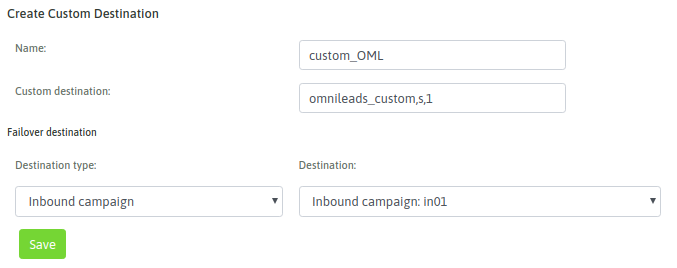 Create Custom Destination
Name:
custom_OML
Custom destination:
omnileads_custom,s,1
Failover destination
Destination type:
Destination:
Inbound campaign
Inbound campaign: in01
Save